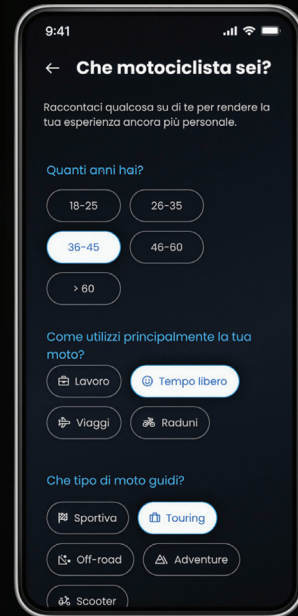 9:41
Che motociclista sei?
Raccontaci qualcosa su di te per rendere la
tua esperienza ancora più personale.
Quanti anni hai?
18-25
26-35
36-45
46-60
> 60
Come utilizzi principalmente la tua
moto?
Lavoro
Tempo libero
Viaggi
Raduni
Che tipo di moto guidi?
Sportiva
Touring
Off-road
Adventure
Scooter